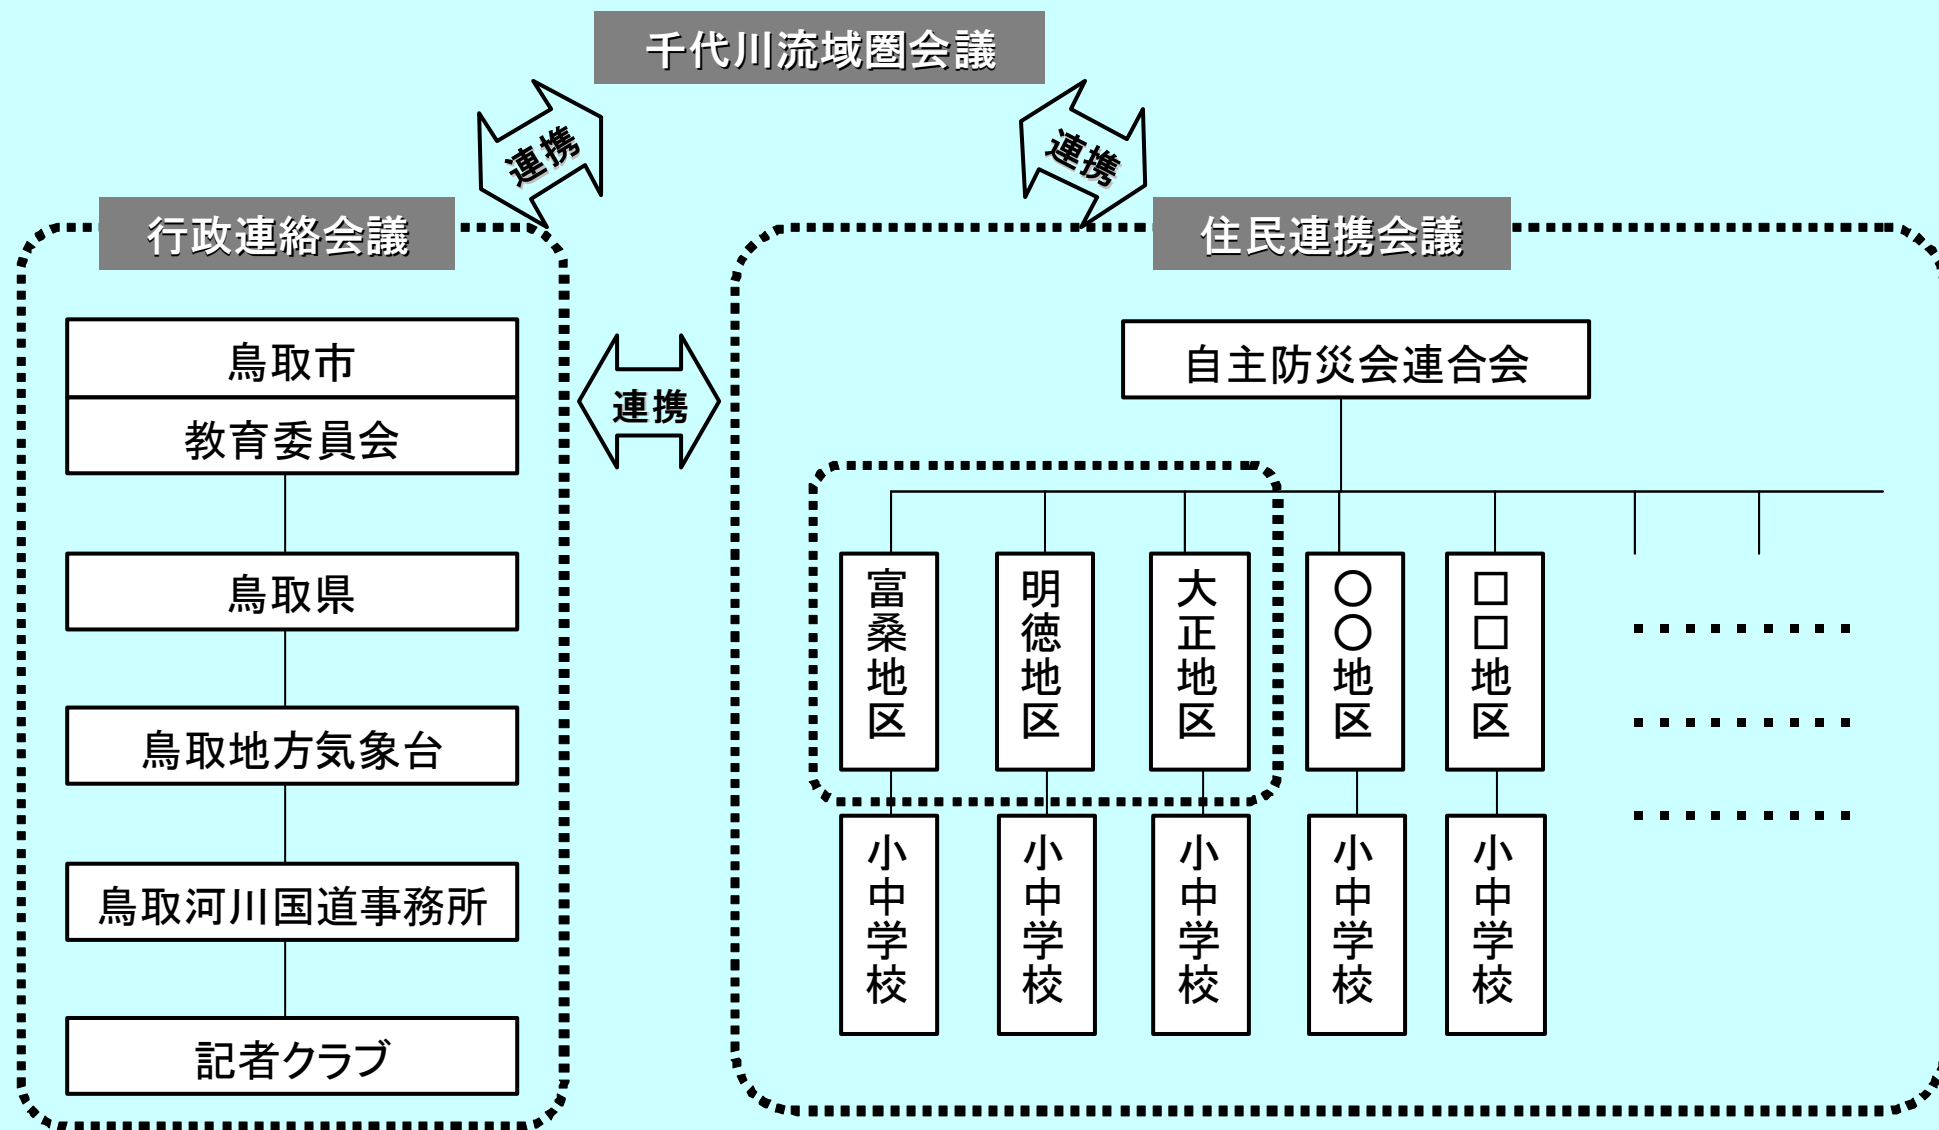 千代川流域圏会議
連携
連携
行政連絡会議
住民連携会議
鳥取市
教育委員会
鳥取県
鳥取地方気象台
鳥取河川国道事務所
記者クラブ
連携
自主防災会連合会
富桑地区
明徳地区
大正地区
〇〇地区
□□地区
小中学校
小中学校
小中学校
小中学校
小中学校